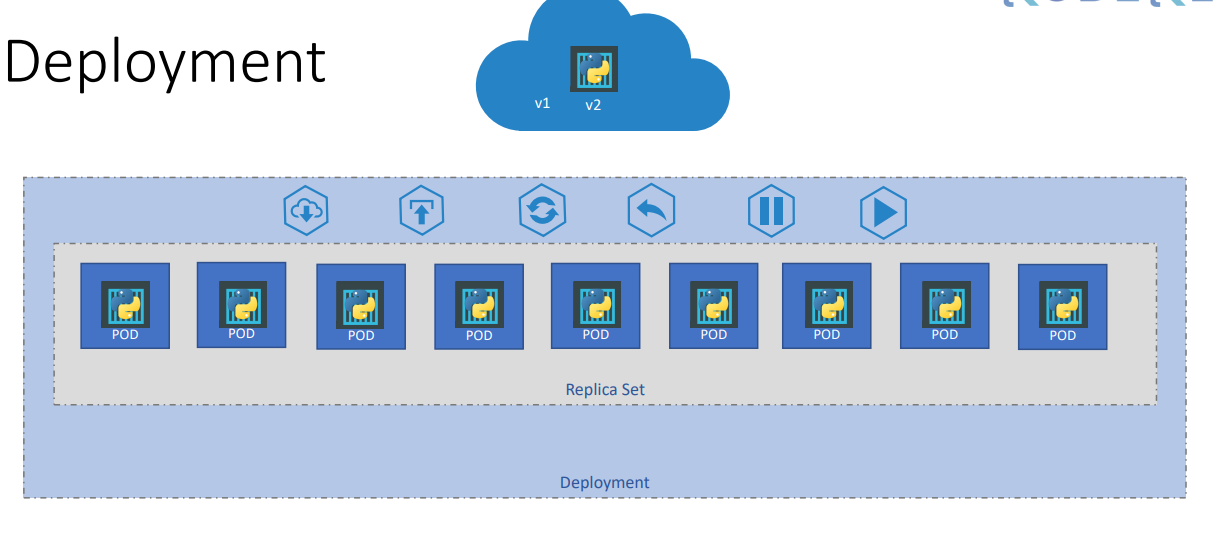 Deployment
v1 v2
POD POD POD POD POD POD POD POD POD
Replica Set
Deployment